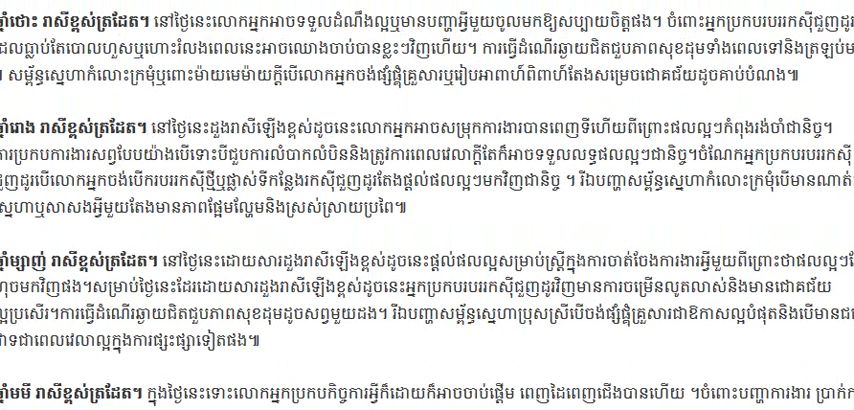 ឆ្នាំថោះ រាសីខ្ពស់ត្រដែត។ នៅថ្ងៃនេះលោកអ្នកអាចទទួលដំណឹងល្អឬមានបញ្ហាអ្វីមួយចូលមកឱ្យសប្បាយចិត្តផង។ ចំពោះអ្នកប្រកបរបររកស៊ីជួញដូរ
ដែលធ្លាប់តែបោលហួសឬហោះរំលងពេលនេះអាចឈោងចាប់បានខ្លះៗវិញហើយ។ ការធ្វើដំណើរឆ្ងាយជិតជួបភាពសុខដុមទាំងពេលទៅនិងត្រឡប់ម
។ សម្ព័ន្ធស្នេហាកំលោះក្រមុំឬពោះម៉ាយមេម៉ាយក្ដីបើលោកអ្នកចង់ផ្សំផ្គុំគ្រួសារឬរៀបអាពាហ៍ពិពាហ៍តែងសម្រេចជោគជ័យដូចគាប់បំណង៕
ឆ្នាំរោង រាសីខ្ពស់ត្រដែត។ នៅថ្ងៃនេះដួងរាសីឡើងខ្ពស់ដូចនេះលោកអ្នកអាចសម្រុកការងារបានពេញទីហើយពីព្រោះផលល្អៗកំពុងរង់ចាំជានិច្ច។
ការប្រកបការងារសព្វបែបយ៉ាងបើទោះបីជួបការលំបាកលំបិននិងត្រូវការពេលវេលាក្ដីតែក៏អាចទទួលលទ្ធផលល្អៗជានិច្ច។ចំណែកអ្នកប្រកបរបររកស៊ី
ជួញដូរបើលោកអ្នកចង់បើករបររកស៊ីថ្មីឬផ្លាស់ទីកន្លែងរកស៊ីជួញដូរតែងផ្ដល់ផលល្អៗមកវិញជានិច្ច ។ រីឯបញ្ហាសម្ព័ន្ធស្នេហាកំលោះក្រមុំបើមានណាត់
ស្នេហាឬសាសងអ្វីមួយតែងមានភាពផ្អែមល្ហែមនិងស្រស់ស្រាយប្រពៃ៕
ឆ្នាំម្សាញ់ រាសីខ្ពស់ត្រដែត។ នៅថ្ងៃនេះដោយសារដួងរាសីឡើងខ្ពស់ដូចនេះផ្ដល់ផលល្អសម្រាប់ស្ត្រីក្នុងការចាត់ចែងការងារអ្វីមួយពីព្រោះថាផលល្អៗ
ហុចមកវិញផង។សម្រាប់ថ្ងៃនេះដែរដោយសារដួងរាសីឡើងខ្ពស់ដូចនេះអ្នកប្រកបរបររកស៊ីជួញដូរវិញមានការចម្រើនលូតលាស់និងមានជោគជ័យ
ល្អប្រសើរ។ការធ្វើដំណើរឆ្ងាយជិតជួបភាពសុខដុមដូចសព្វមួយដង។ រីឯបញ្ហាសម្ព័ន្ធស្នេហាប្រុសស្រីបើចង់ផ្សំផ្គុំគ្រួសារជាឱកាសល្អបំផុតនិងបើមាន
ជាពេលវេលាល្អក្នុងការផ្សះផ្សាទៀតផង៕
ឆ្នាំមមី រាសីខ្ពស់ត្រដែត។ ក្នុងថ្ងៃនេះទោះលោកអ្នកប្រកបកិច្ចការអ្វីក៏ដោយក៏អាចចាប់ផ្ដើម ពេញដៃពេញជើងបានហើយ ។ចំពោះបញ្ហាការងារ ប្រាក់